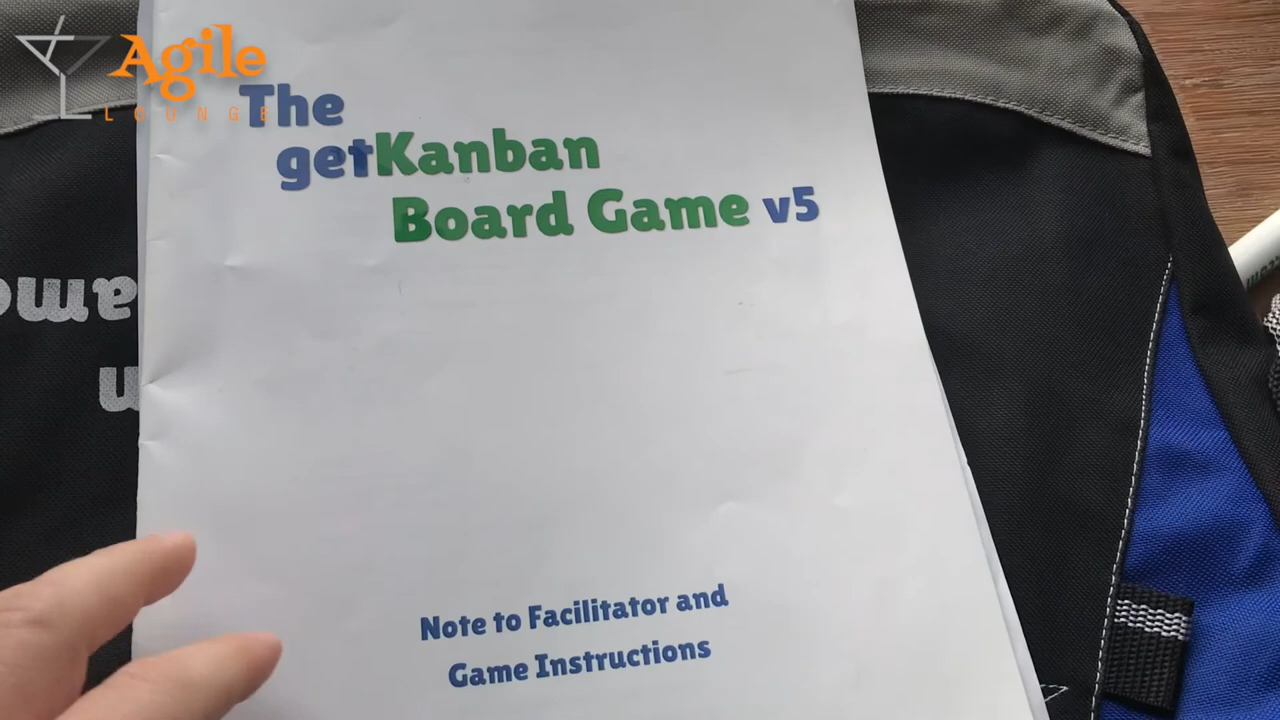 Agile
LOUNGE
The
getKanban
Board Game v5
Note to Facilitator and
Game Instructions